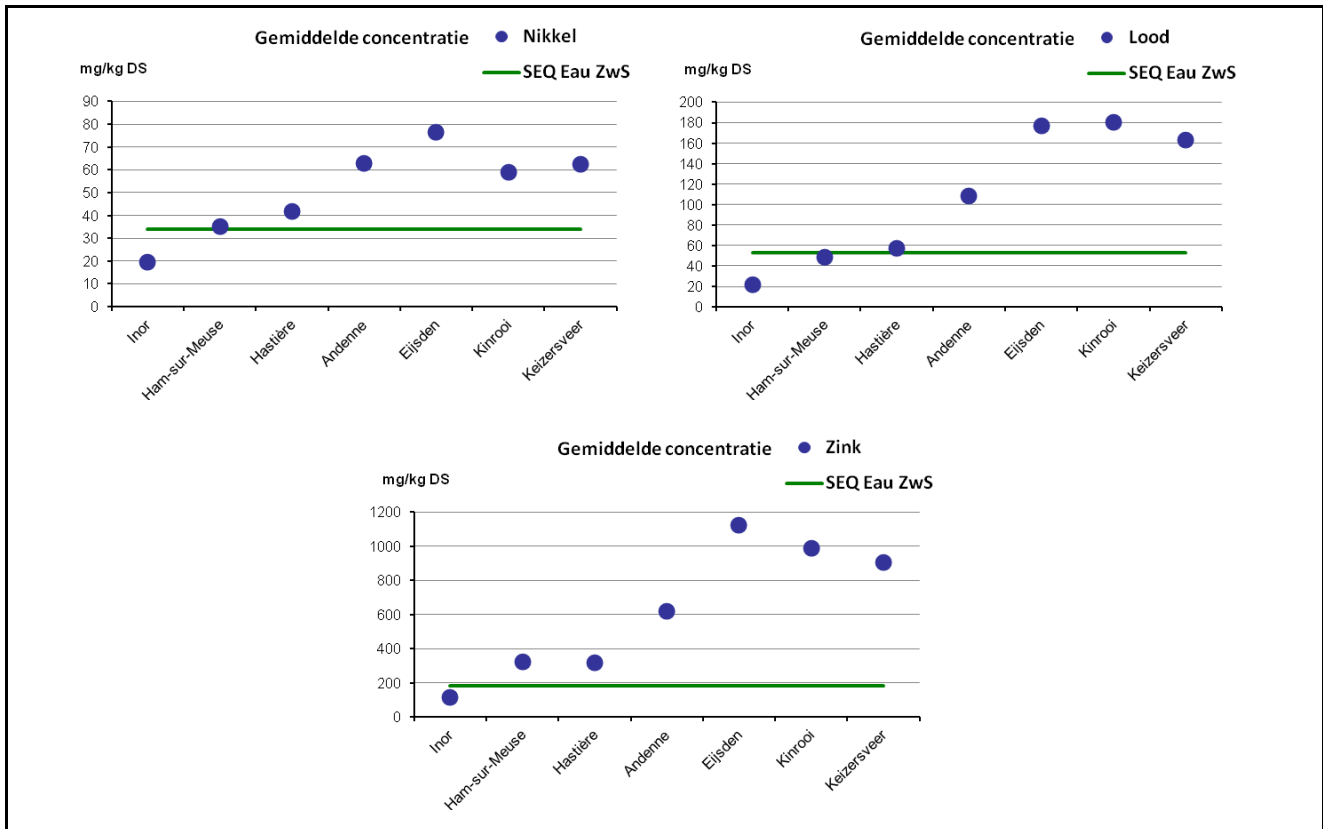 Gemiddelde concentratie Nikkel
mg/kg DS
SEQ Eau ZwS
90
80
70
60
50
40
30
20
10
0
Inor
Ham-sur-Meuse
Hastière
Andenne
Eijsden
Kinrooi
Keizersveer
Gemiddelde concentratie Lood
mg/kg DS
SEQ Eau ZwS
200
180
160
140
120
100
80
60
40
20
0
Inor
Ham-sur-Meuse
Hastière
Andenne
Eijsden
Kinrooi
Keizersveer
Gemiddelde concentratie Zink
mg/kg DS
SEQ Eau ZwS
1200
1000
800
600
400
200
0
Inor
Ham-sur-Meuse
Hastière
Andenne
Eijsden
Kinrooi
Keizersveer